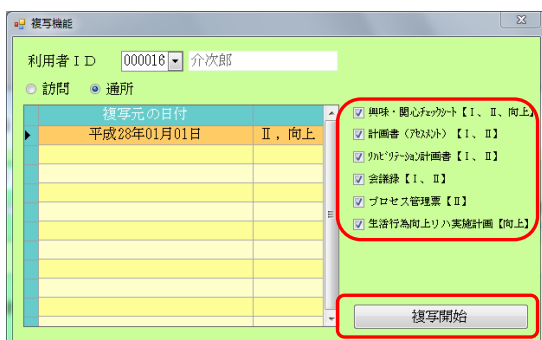 複写機能
利用者ＩＤ 000016 介次郎
訪問 通所
複写元の日付
平成28年01月01日 Ⅱ，向上
興味・関心ﾁｪｯｸｼｰﾄ【Ⅰ、Ⅱ、向上】
計画書（ｱｾｽﾒﾝﾄ）【Ⅰ、Ⅱ】
ﾘﾊﾋﾞﾘﾃｰｼｮﾝ計画書【Ⅰ、Ⅱ】
会議録【Ⅰ、Ⅱ】
プロセス管理票【Ⅱ】
生活行為向上リハ実施計画【向上】
複写開始